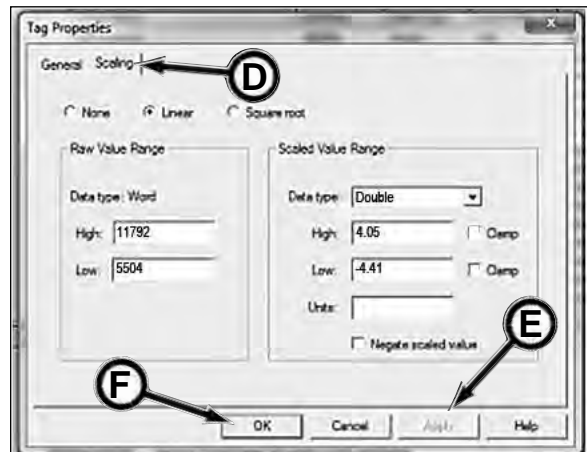 Tag Properties
x
General Scaling
D
None Linear Square root
Raw Value Range
Data type: Word
High: 11792
Low: 5504
Scaled Value Range
Data type: Double
High: 4.05 Clamp
Low: -4.41 Clamp
Units:
Negate scaled value
E
F
OK Cancel Apply Help